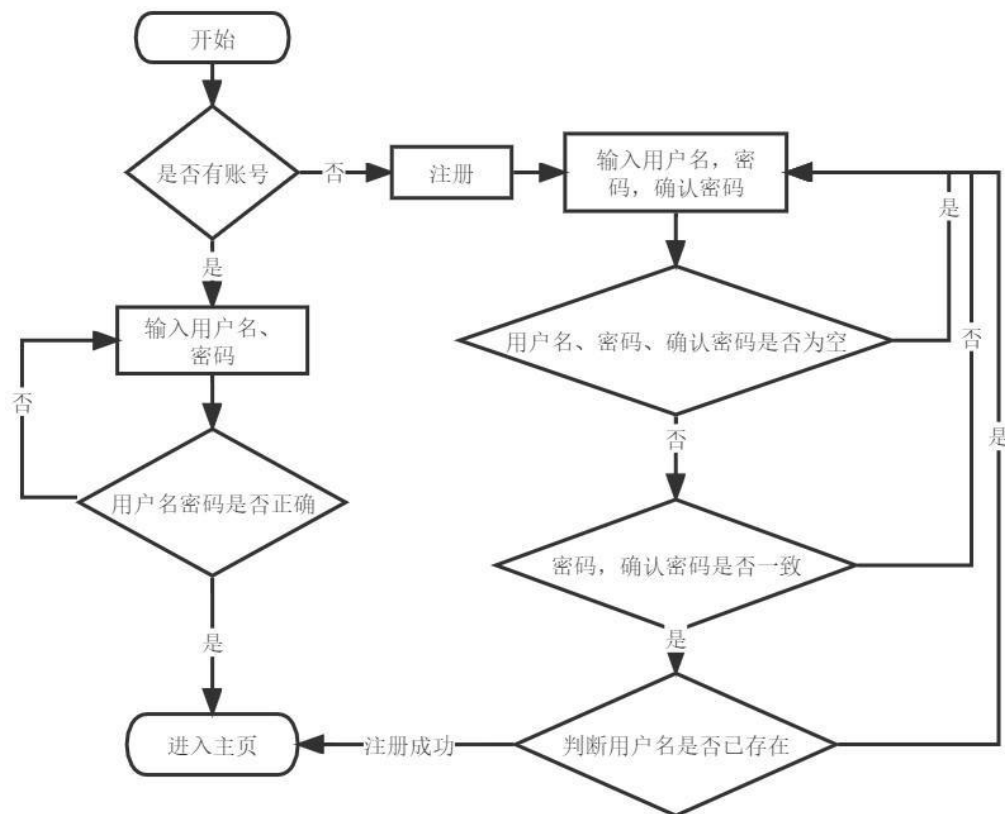 开始
是否有账号
否
注册
输入用户名，密
码，确认密码
是
是
输入用户名、
密码
用户名、密码、确认密码是否为空
否
否
否
是
用户名密码是否正确
密码，确认密码是否一致
是
是
进入主页
注册成功
判断用户名是否已存在